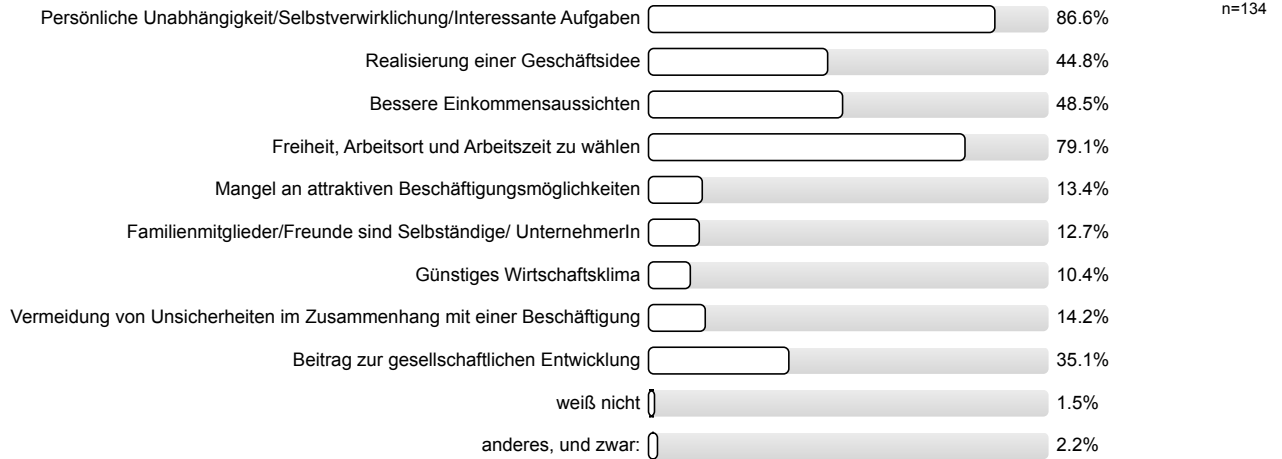 n=134
Persönliche Unabhängigkeit/Selbstverwirklichung/Interessante Aufgaben 86.6%
Realisierung einer Geschäftsidee 44.8%
Bessere Einkommensaussichten 48.5%
Freiheit, Arbeitsort und Arbeitszeit zu wählen 79.1%
Mangel an attraktiven Beschäftigungsmöglichkeiten 13.4%
Familienmitglieder/Freunde sind Selbständige/ UnternehmerIn 12.7%
Günstiges Wirtschaftsklima 10.4%
Vermeidung von Unsicherheiten im Zusammenhang mit einer Beschäftigung 14.2%
Beitrag zur gesellschaftlichen Entwicklung 35.1%
weiß nicht 1.5%
anderes, und zwar: 2.2%